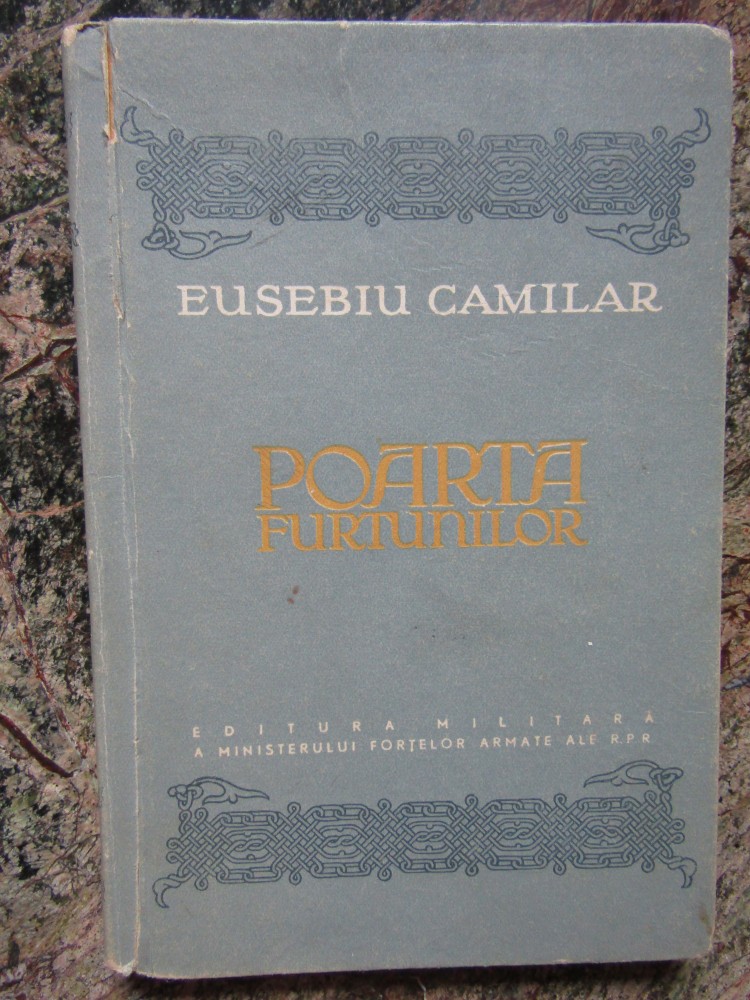 EUSEBIU CAMILAR
POARTA
FURTUNILOR
EDITURA MILITARĂ
A MINISTERULUI FORȚELOR ARMATE ALE R.P.R